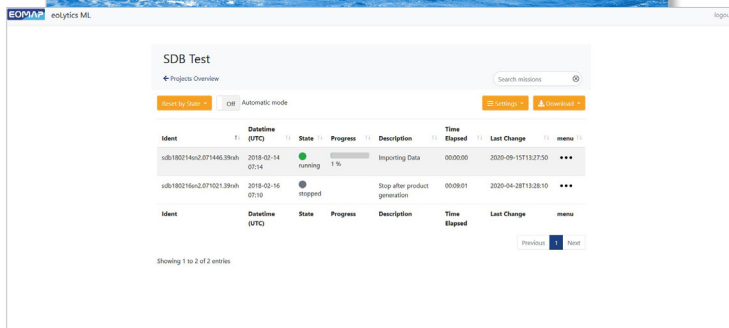 EOMAP eoLytics ML
SDB Test
← Projects Overview
Search missions
Reset by State
Off Automatic mode
Settings
Download
Ident Datetime (UTC) State Progress Description Time Elapsed Last Change menu
sdb180214sn2.071446.39rxh 2018-02-14 07:14 running 1 % Importing Data 00:00:00 2020-09-15T13:27:50 •••
sdb180216sn2.071021.39rxh 2018-02-16 07:10 stopped Stop after product generation 00:09:01 2020-04-28T13:28:10 •••
Ident Datetime (UTC) State Progress Description Time Elapsed Last Change menu
Previous 1 Next
Showing 1 to 2 of 2 entries